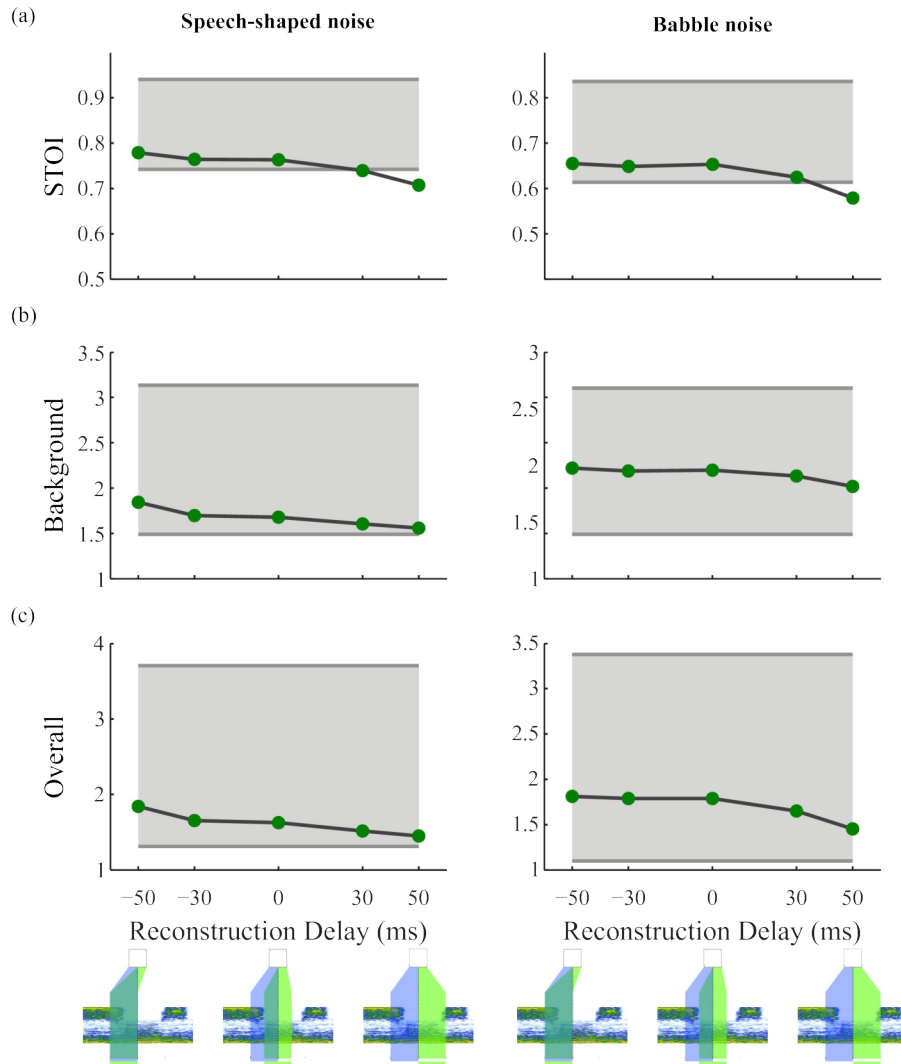 (a)
Speech-shaped noise
Babble noise
STOI
0.9
0.8
0.7
0.6
0.5
0.8
0.7
0.6
0.5
(b)
Background
3.5
3
2.5
2
1.5
1
3
2.5
2
1.5
1
(c)
Overall
4
3
2
1
3.5
3
2.5
2
1.5
1
−50 −30 0 30 50
−50 −30 0 30 50
Reconstruction Delay (ms)
Reconstruction Delay (ms)